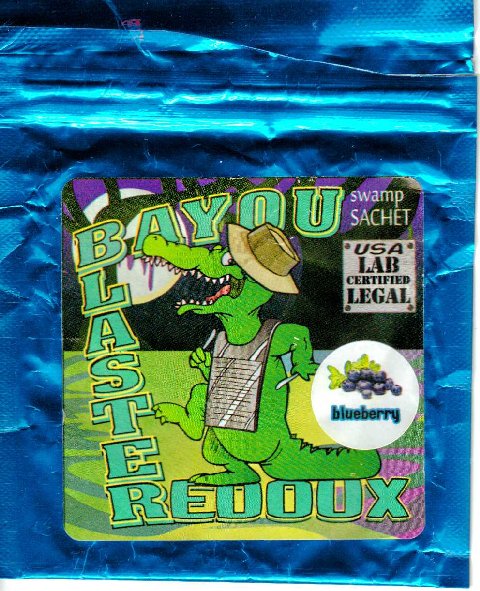 BAYOU
BLASTER
REDOUX
swamp
SACHET
USA
LAB
CERTIFIED
LEGAL
blueberry